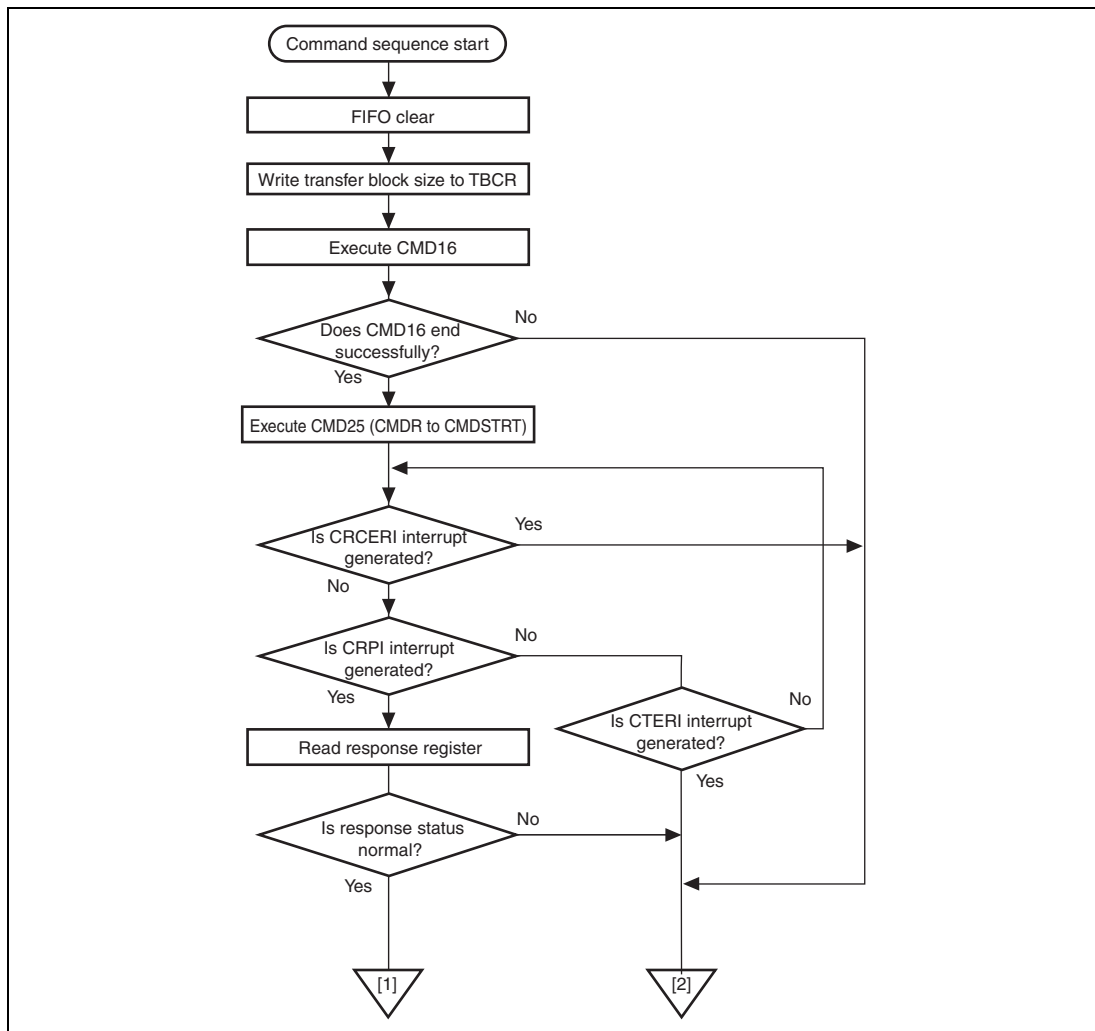 Command sequence start
FIFO clear
Write transfer block size to TBCR
Execute CMD16
No
Does CMD16 end
successfully?
Yes
Execute CMD25 (CMDR to CMDSTRT)
Yes
Is CRCERI interrupt
generated?
No
No
Is CRPI interrupt
generated?
Yes
No
Is CTERI interrupt
generated?
Yes
Read response register
No
Is response status
normal?
Yes
[1]
[2]